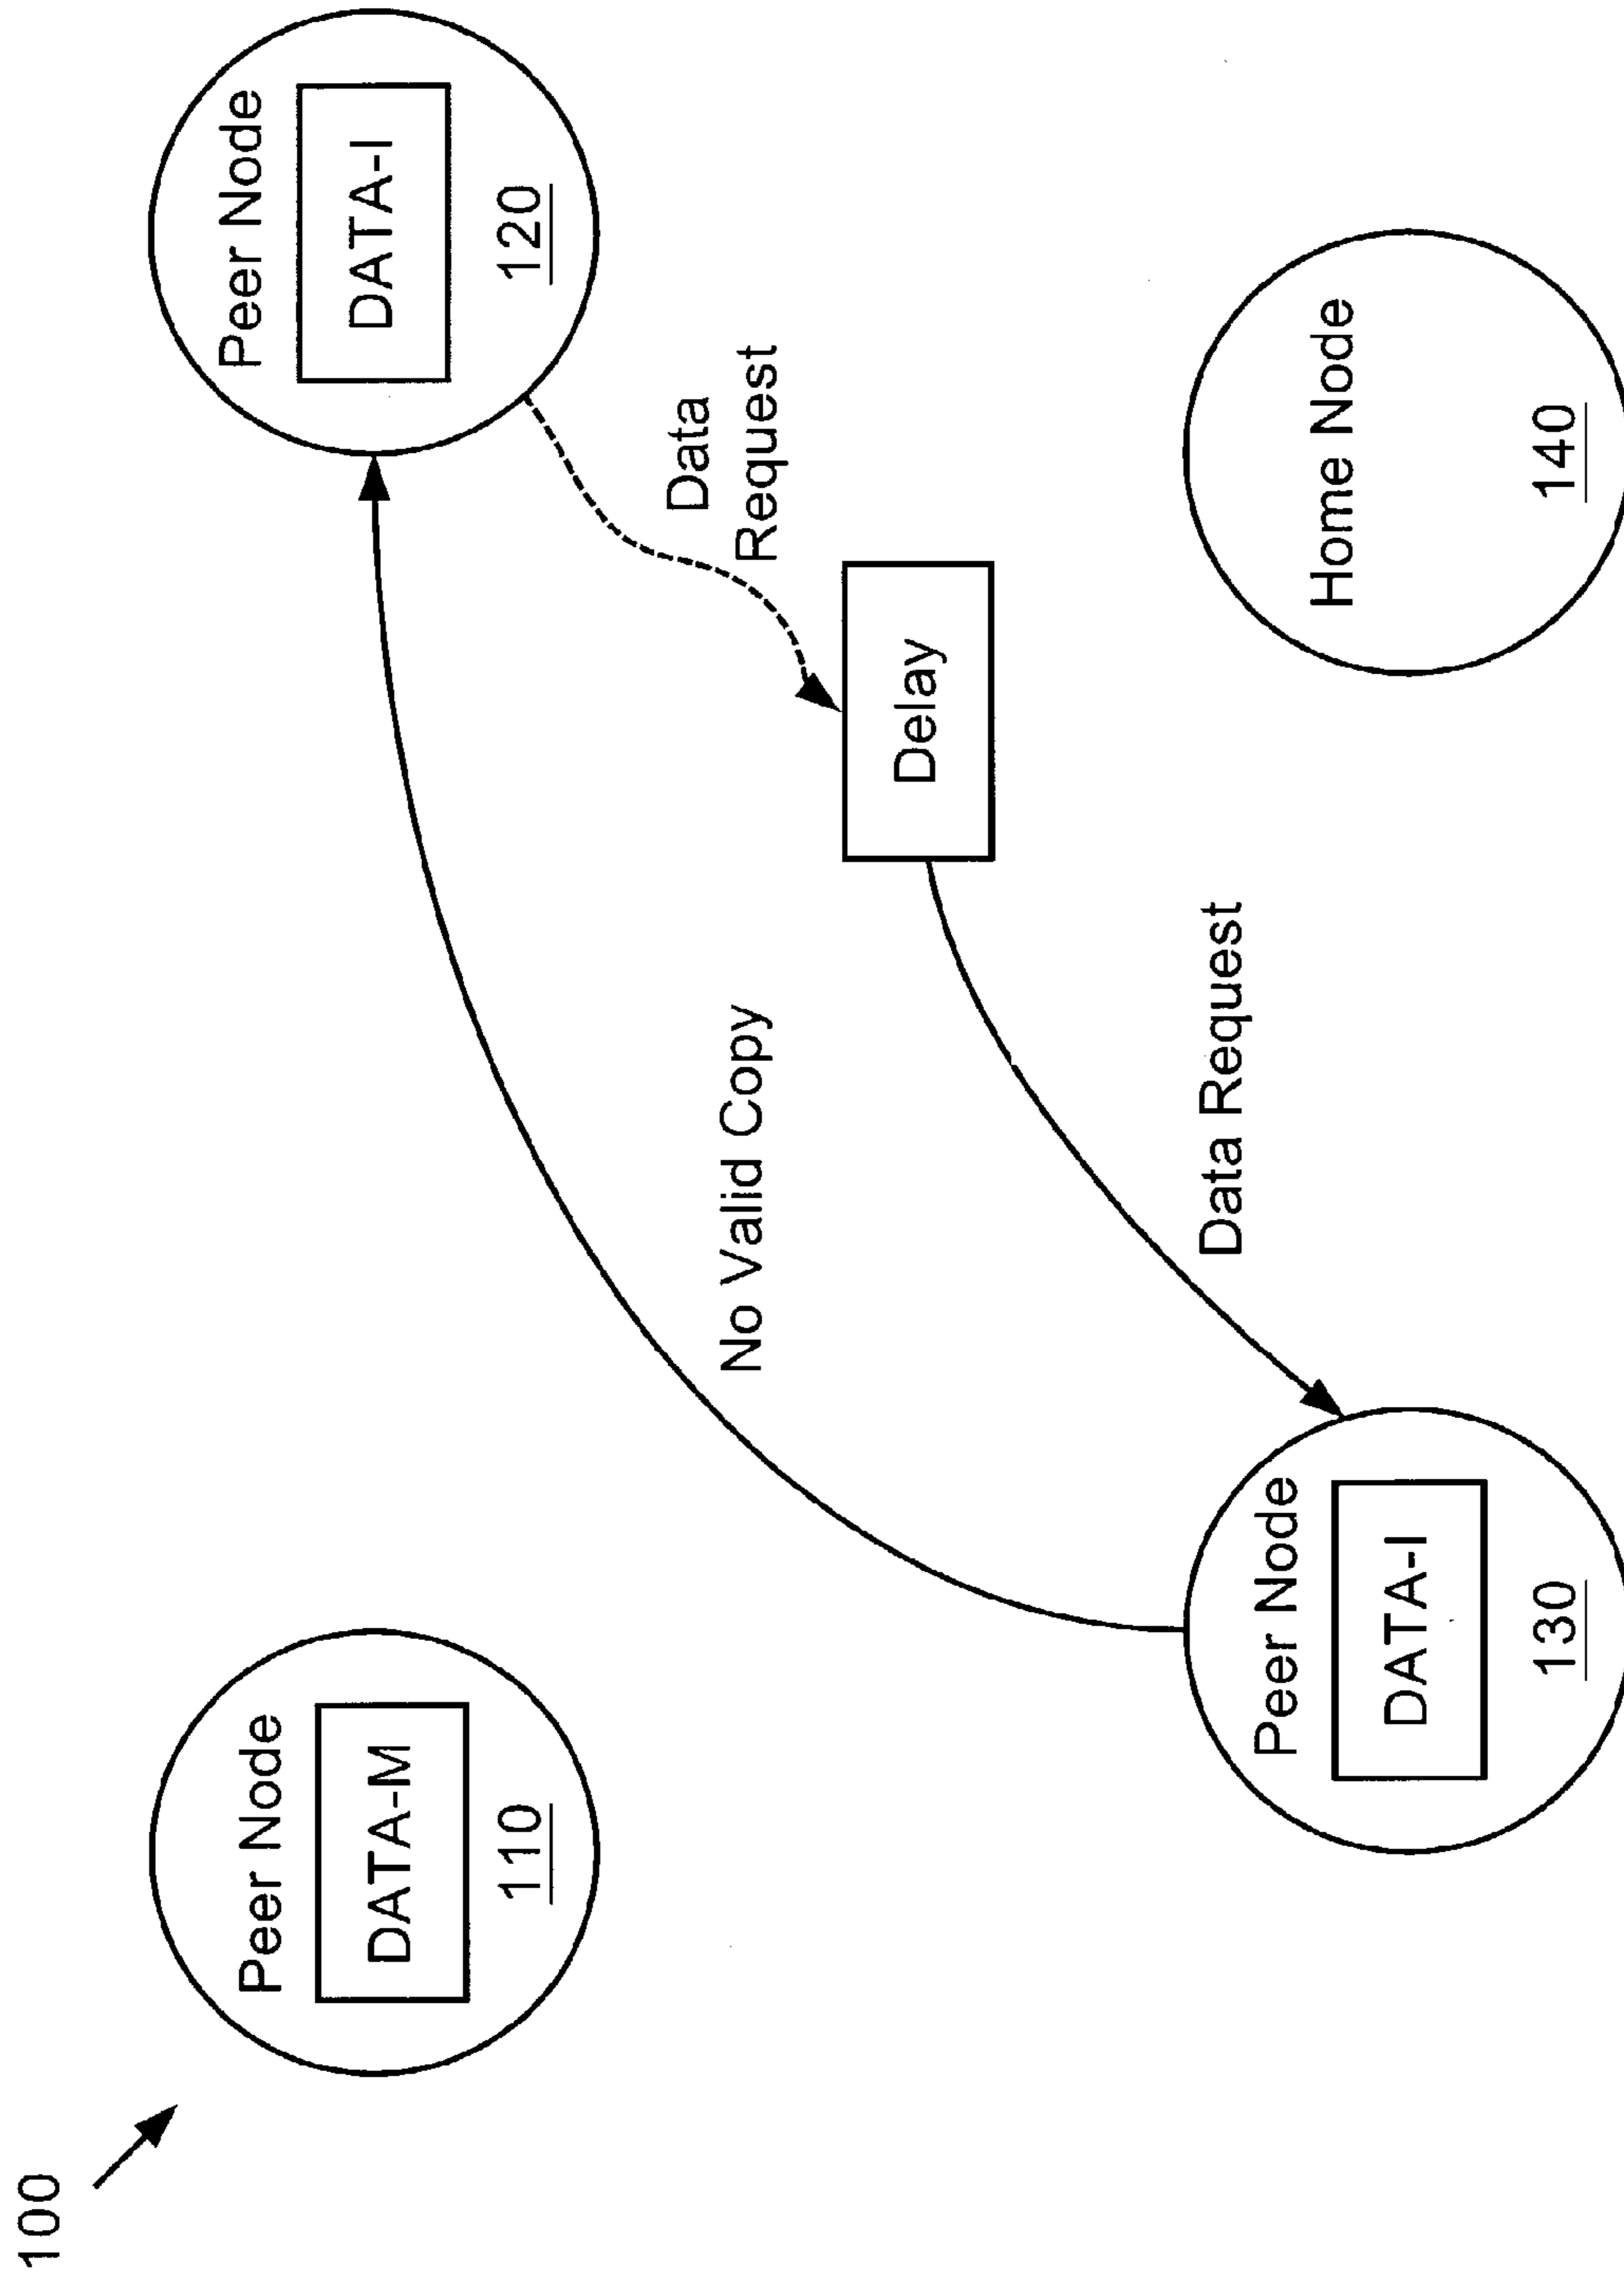 100
Peer Node
DATA-M
110
Peer Node
DATA-I
120
Data
Request
No Valid Copy
Delay
Data Request
Peer Node
DATA-I
130
Home Node
140